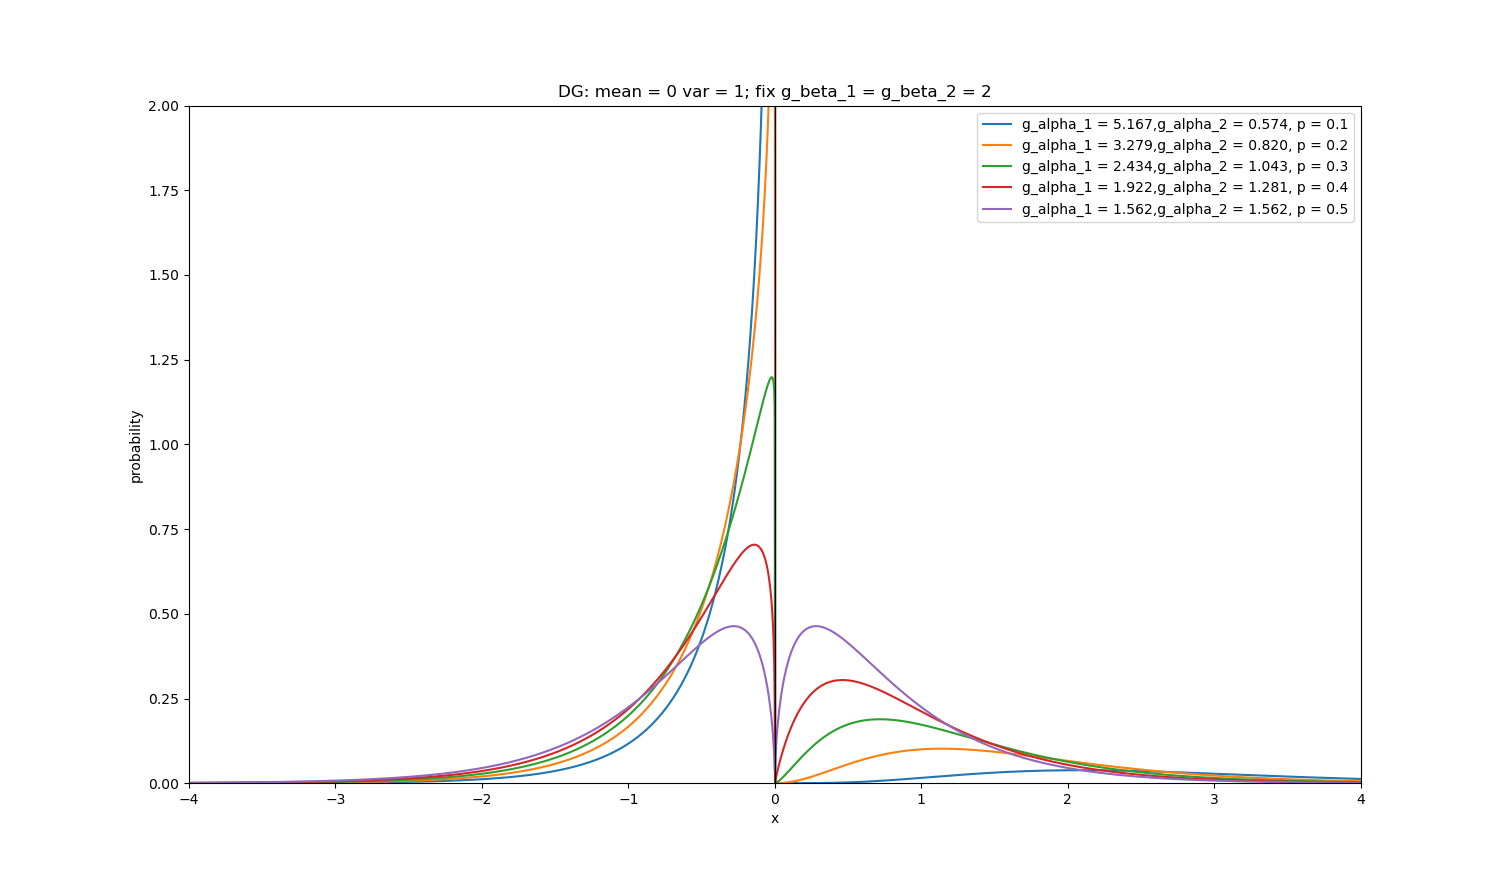 DG: mean = 0 var = 1; fix g_beta_1 = g_beta_2 = 2
g_alpha_1 = 5.167,g_alpha_2 = 0.574, p = 0.1
g_alpha_1 = 3.279,g_alpha_2 = 0.820, p = 0.2
g_alpha_1 = 2.434,g_alpha_2 = 1.043, p = 0.3
g_alpha_1 = 1.922,g_alpha_2 = 1.281, p = 0.4
g_alpha_1 = 1.562,g_alpha_2 = 1.562, p = 0.5
2.00
1.75
1.50
1.25
1.00
0.75
0.50
0.25
0.00
probability
−4 −3 −2 −1 0 1 2 3 4
x